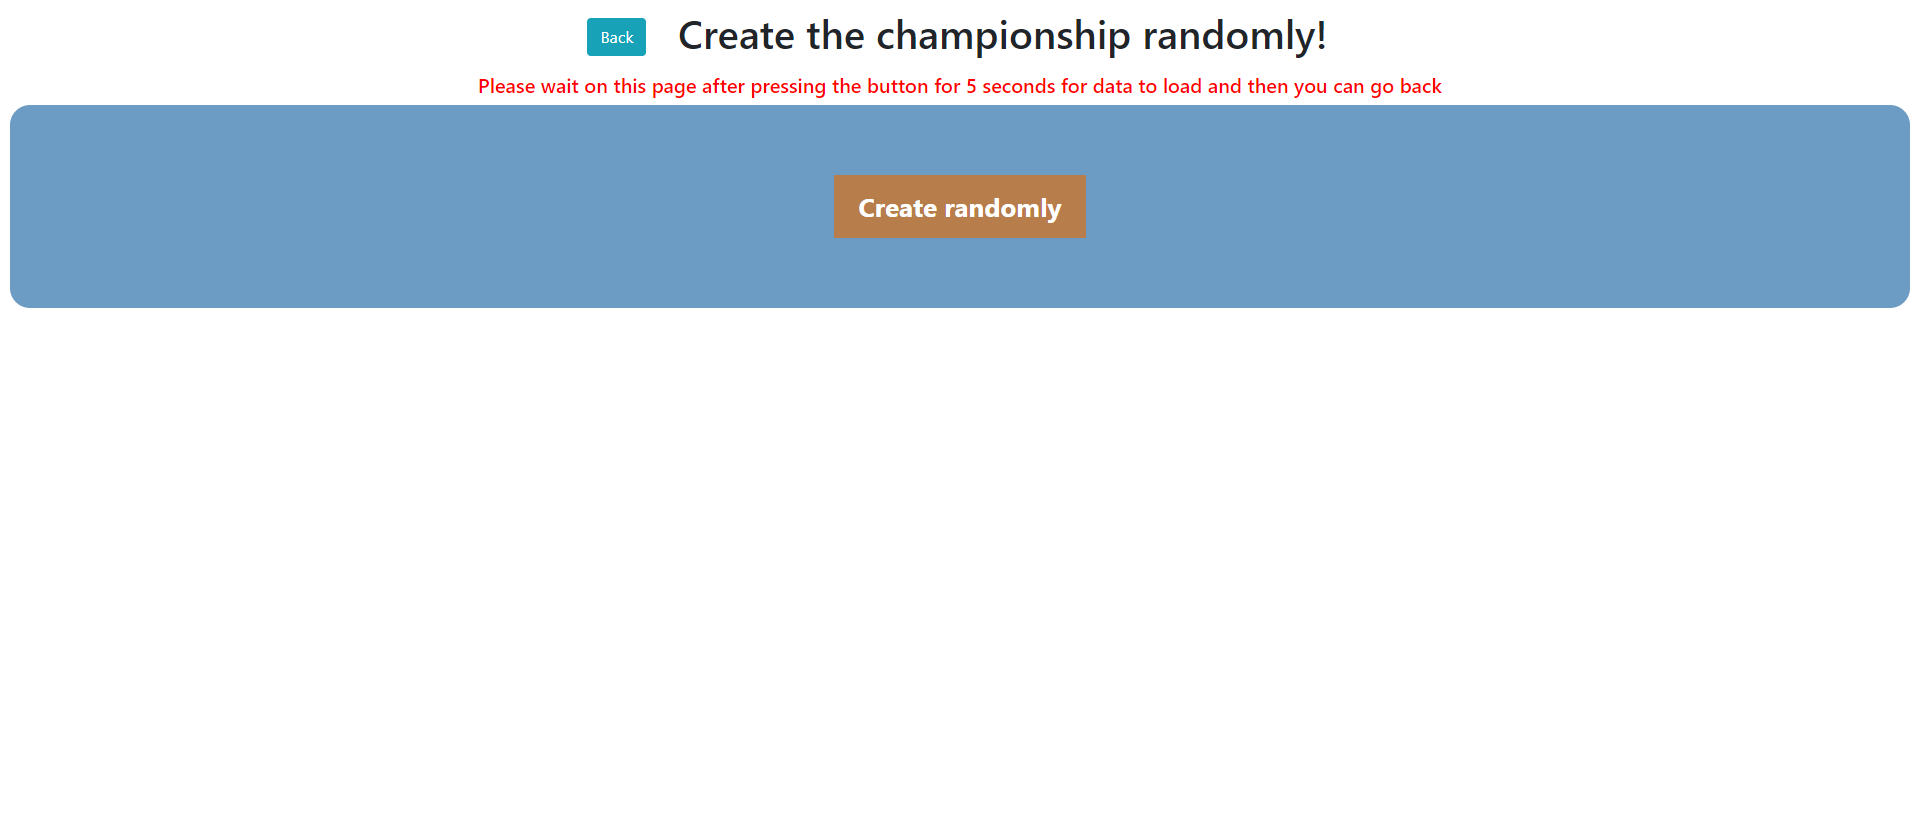 Back
Create the championship randomly!
Please wait on this page after pressing the button for 5 seconds for data to load and then you can go back
Create randomly